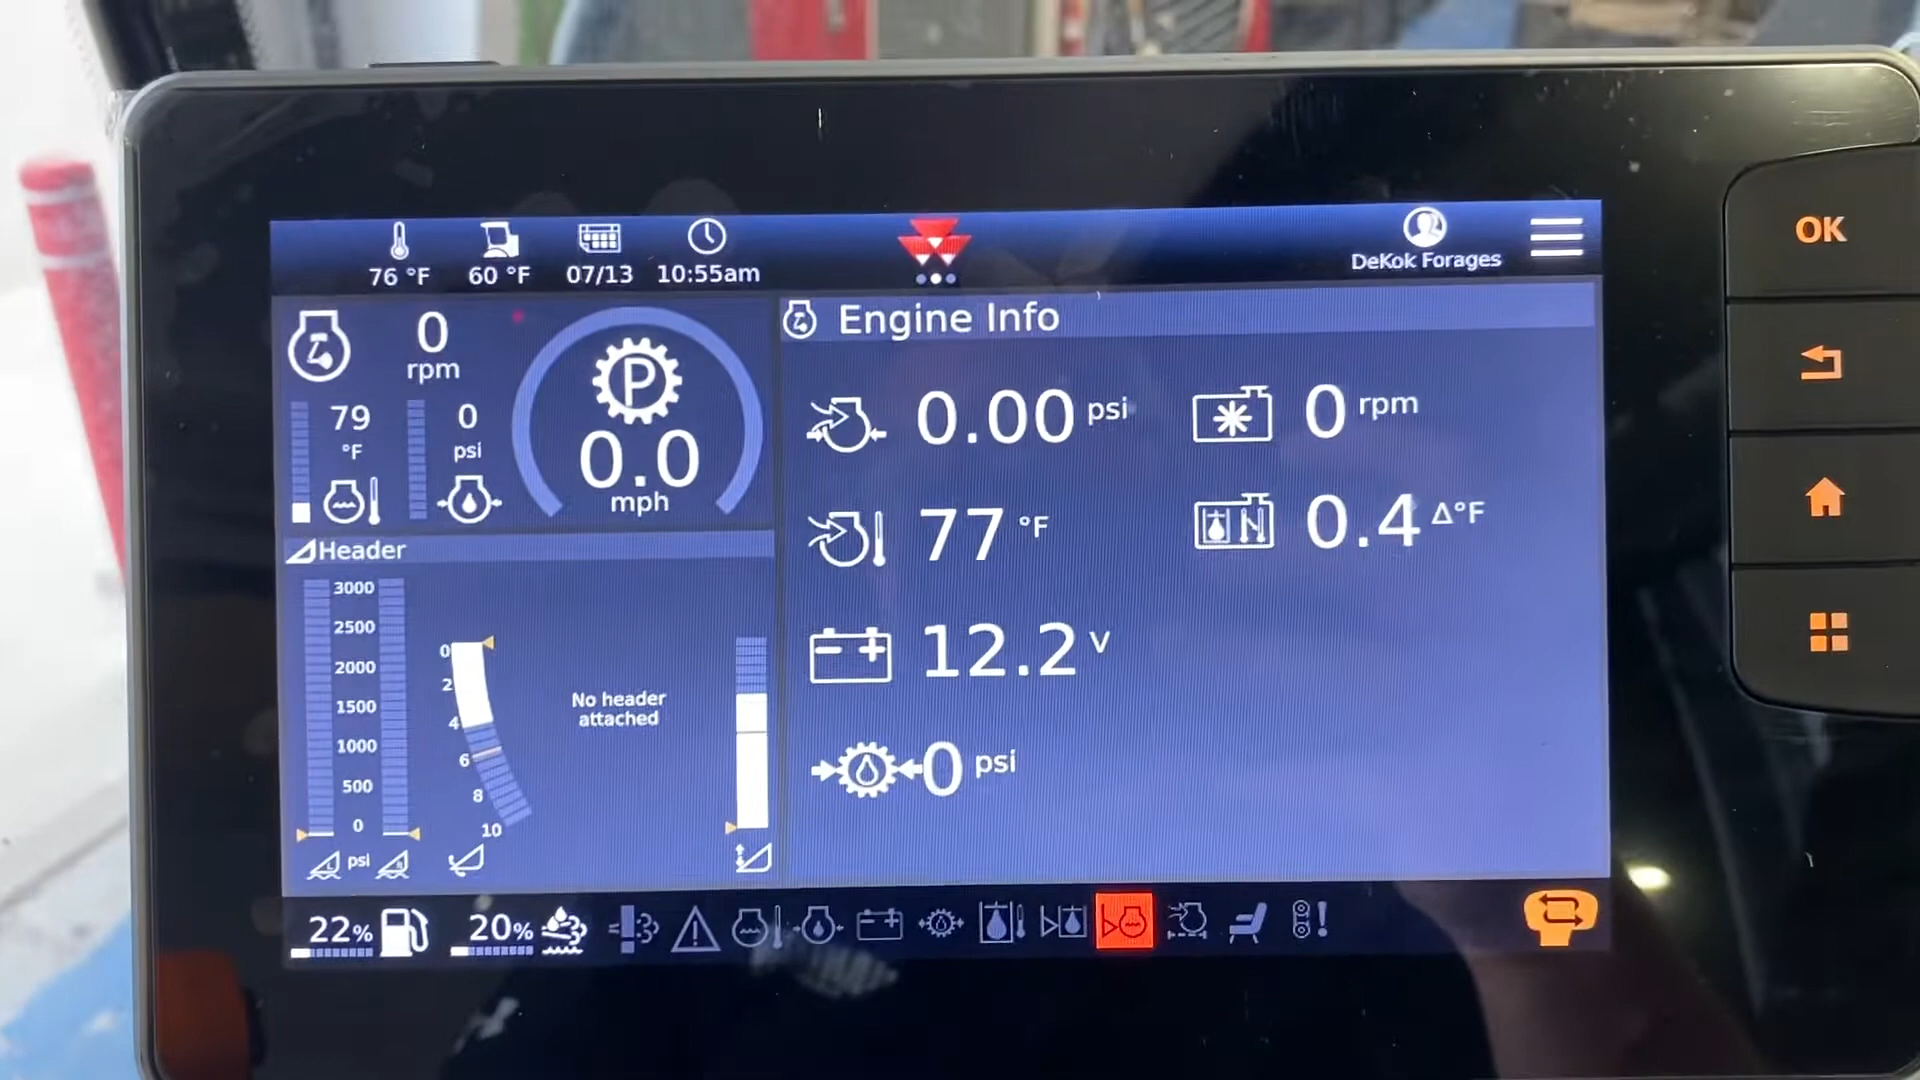 76 °F
60 °F
07/13
10:55am
DeKok Forages
0
rpm
79
°F
0
psi
P
0.0
mph
Engine Info
0.00 psi
0 rpm
77 °F
0.4 Δ°F
12.2 v
0 psi
Header
3000
2500
2000
1500
1000
500
0
psi
0
2
4
6
8
10
No header
attached
22%
20%
OK